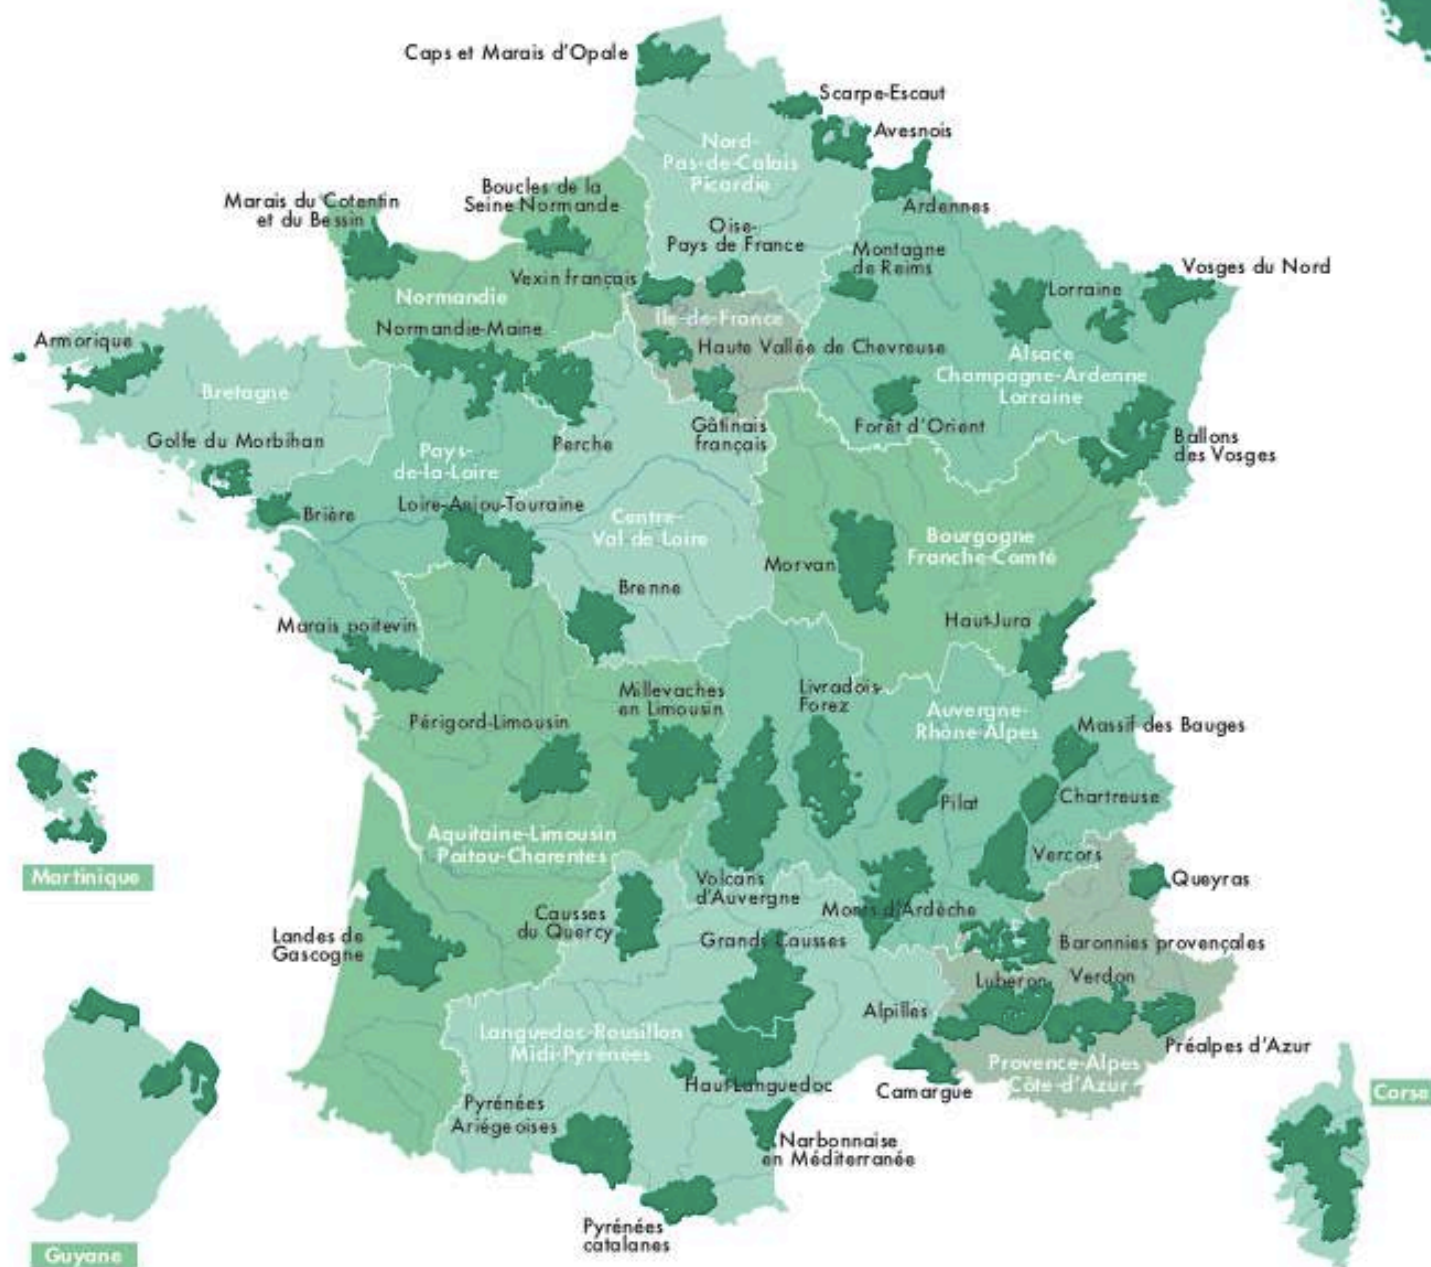 Caps et Marais d'Opale
Scarpe-Escaut
Avesnois
Nord-
Pas-de-Calais
Picardie
Ardennes
Marais du Cotentin
et du Bessin
Boucles de la
Seine Normande
Oise-
Pays de France
Montagne
de Reims
Vosges du Nord
Vexin français
Lorraine
Normandie
Île-de-France
Normandie-Maine
Armorique
Haute Vallée de Chevreuse
Alsace
Champagne-Ardenne
Lorraine
Bretagne
Golfe du Morbihan
Perche
Gâtinais
français
Forêt d'Orient
Ballons
des Vosges
Pays-
de-la-Loire
Brière
Loire-Anjou-Touraine
Centre-
Val de Loire
Bourgogne
Franche-Comté
Morvan
Brenne
Haut-Jura
Marais poitevin
Millevaches
en Limousin
Livradois-
Forez
Périgord-Limousin
Auvergne-
Rhône-Alpes
Massif des Bauges
Pilat
Chartreuse
Aquitaine-Limousin
Poitou-Charentes
Vercors
Martinique
Volcans
d'Auvergne
Queyras
Causses
du Quercy
Monts d'Ardèche
Landes de
Gascogne
Grands Causses
Baronnies provençales
Luberon
Verdon
Alpilles
Languedoc-Rousillon
Midi-Pyrénées
Préalpes d'Azur
Provence-Alpes
Côte-d'Azur
Haut-Languedoc
Camargue
Corse
Pyrénées
Ariégeoises
Narbonnaise
en Méditerranée
Pyrénées
catalanes
Guyane